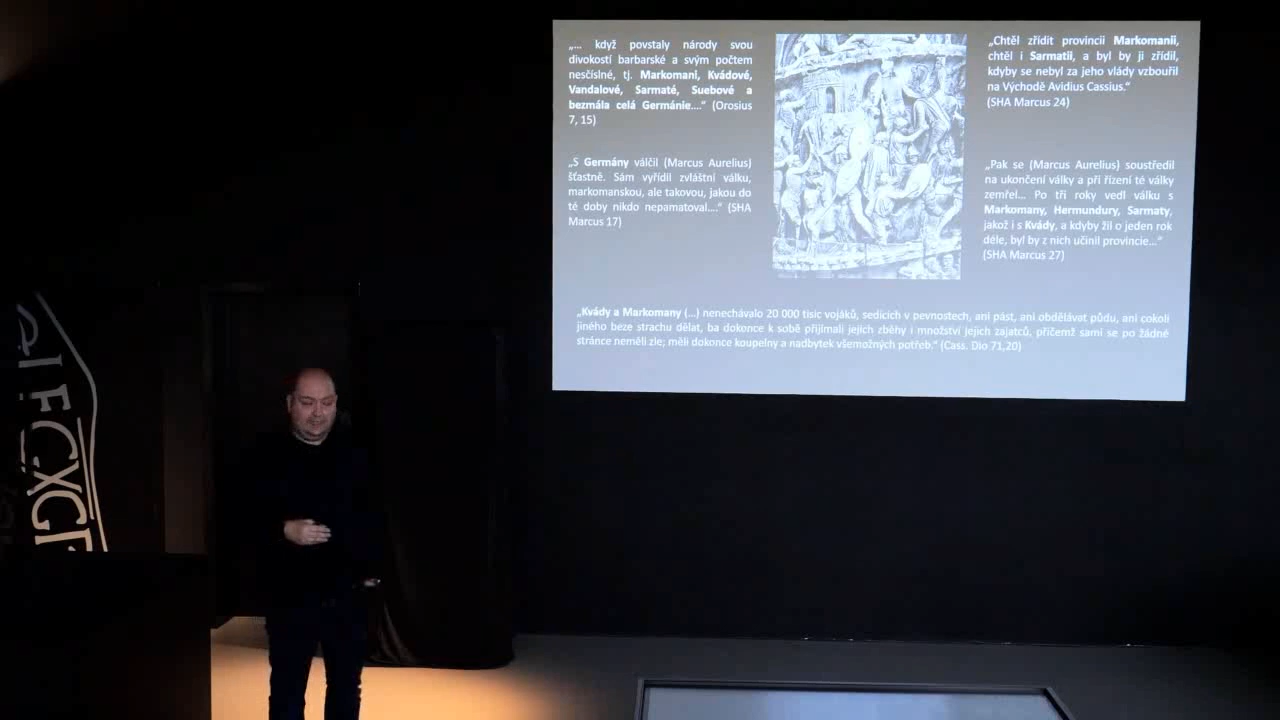 „… když povstaly národy svou
divokostí barbarské a svým počtem
nesčíslné, tj. Markomani, Kvádové,
Vandalové, Sarmaté, Suebové a
bezmála celá Germánie….“ (Orosius
7, 15)
„S Germány válčil (Marcus Aurelius)
šťastně. Sám vyřídil zvláštní válku,
markomanskou, ale takovou, jakou do
té doby nikdo nepamatoval….“ (SHA
Marcus 17)
„Chtěl zřídit provincii Markomanii,
chtěl i Sarmatii, a byl by ji zřídil,
kdyby se nebyl za jeho vlády vzbouřil
na Východě Avidius Cassius.“
(SHA Marcus 24)
„Pak se (Marcus Aurelius) soustředil
na ukončení války a při řízení té války
zemřel… Po tři roky vedl válku s
Markomany, Hermundury, Sarmaty,
jakož i s Kvády, a kdyby žil o jeden rok
déle, byl by z nich učinil provincie…“
(SHA Marcus 27)
„Kvády a Markomany (…) nenechávalo 20 000 tisíc vojáků, sedících v pevnostech, ani pást, ani obdělávat půdu, ani cokoli
jiného beze strachu dělat, ba dokonce k sobě přijímali jejich zběhy i množství jejich zajatců, přičemž sami se po žádné
stránce neměli zle; měli dokonce koupelny a nadbytek všemožných potřeb.“ (Cass. Dio 71,20)